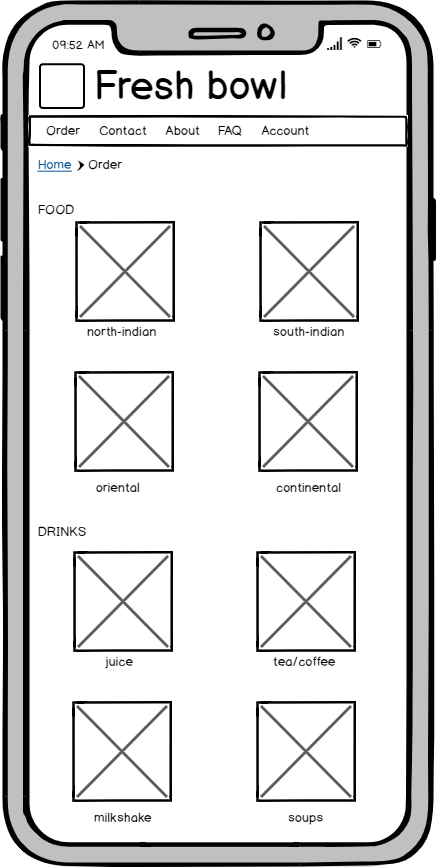 09:52 AM
Fresh bowl
Order Contact About FAQ Account
Home > Order
FOOD
north-indian south-indian
oriental continental
DRINKS
juice tea/coffee
milkshake soups